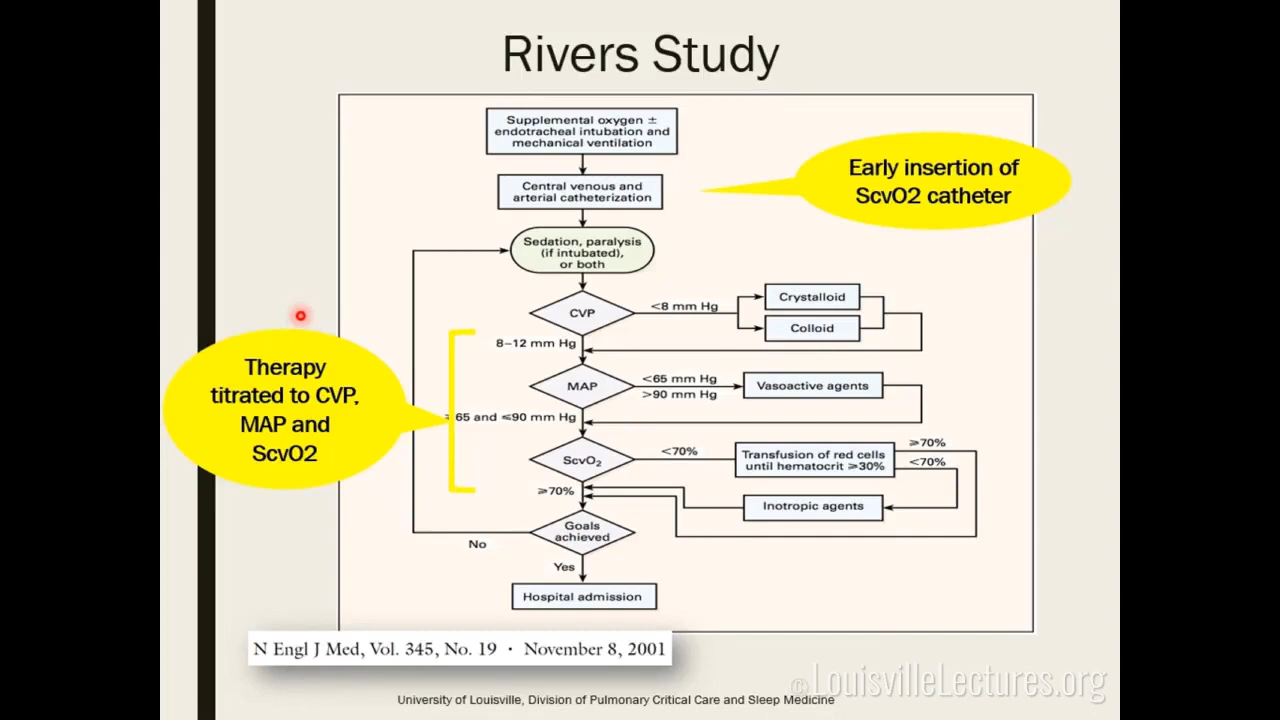 Rivers Study
Supplemental oxygen ±
endotracheal intubation and
mechanical ventilation
Early insertion of
ScvO2 catheter
Central venous and
arterial catheterization
Sedation, paralysis
(if intubated),
or both
CVP
<8 mm Hg
Crystalloid
Colloid
8–12 mm Hg
Therapy
titrated to CVP,
MAP and
ScvO2
MAP
<65 mm Hg
>90 mm Hg
Vasoactive agents
≥65 and ≤90 mm Hg
ScvO₂
<70%
Transfusion of red cells
until hematocrit ≥30%
≥70%
<70%
≥70%
Inotropic agents
Goals
achieved
No
Yes
Hospital admission
N Engl J Med, Vol. 345, No. 19 · November 8, 2001
©LouisvilleLectures.org
University of Louisville, Division of Pulmonary Critical Care and Sleep Medicine